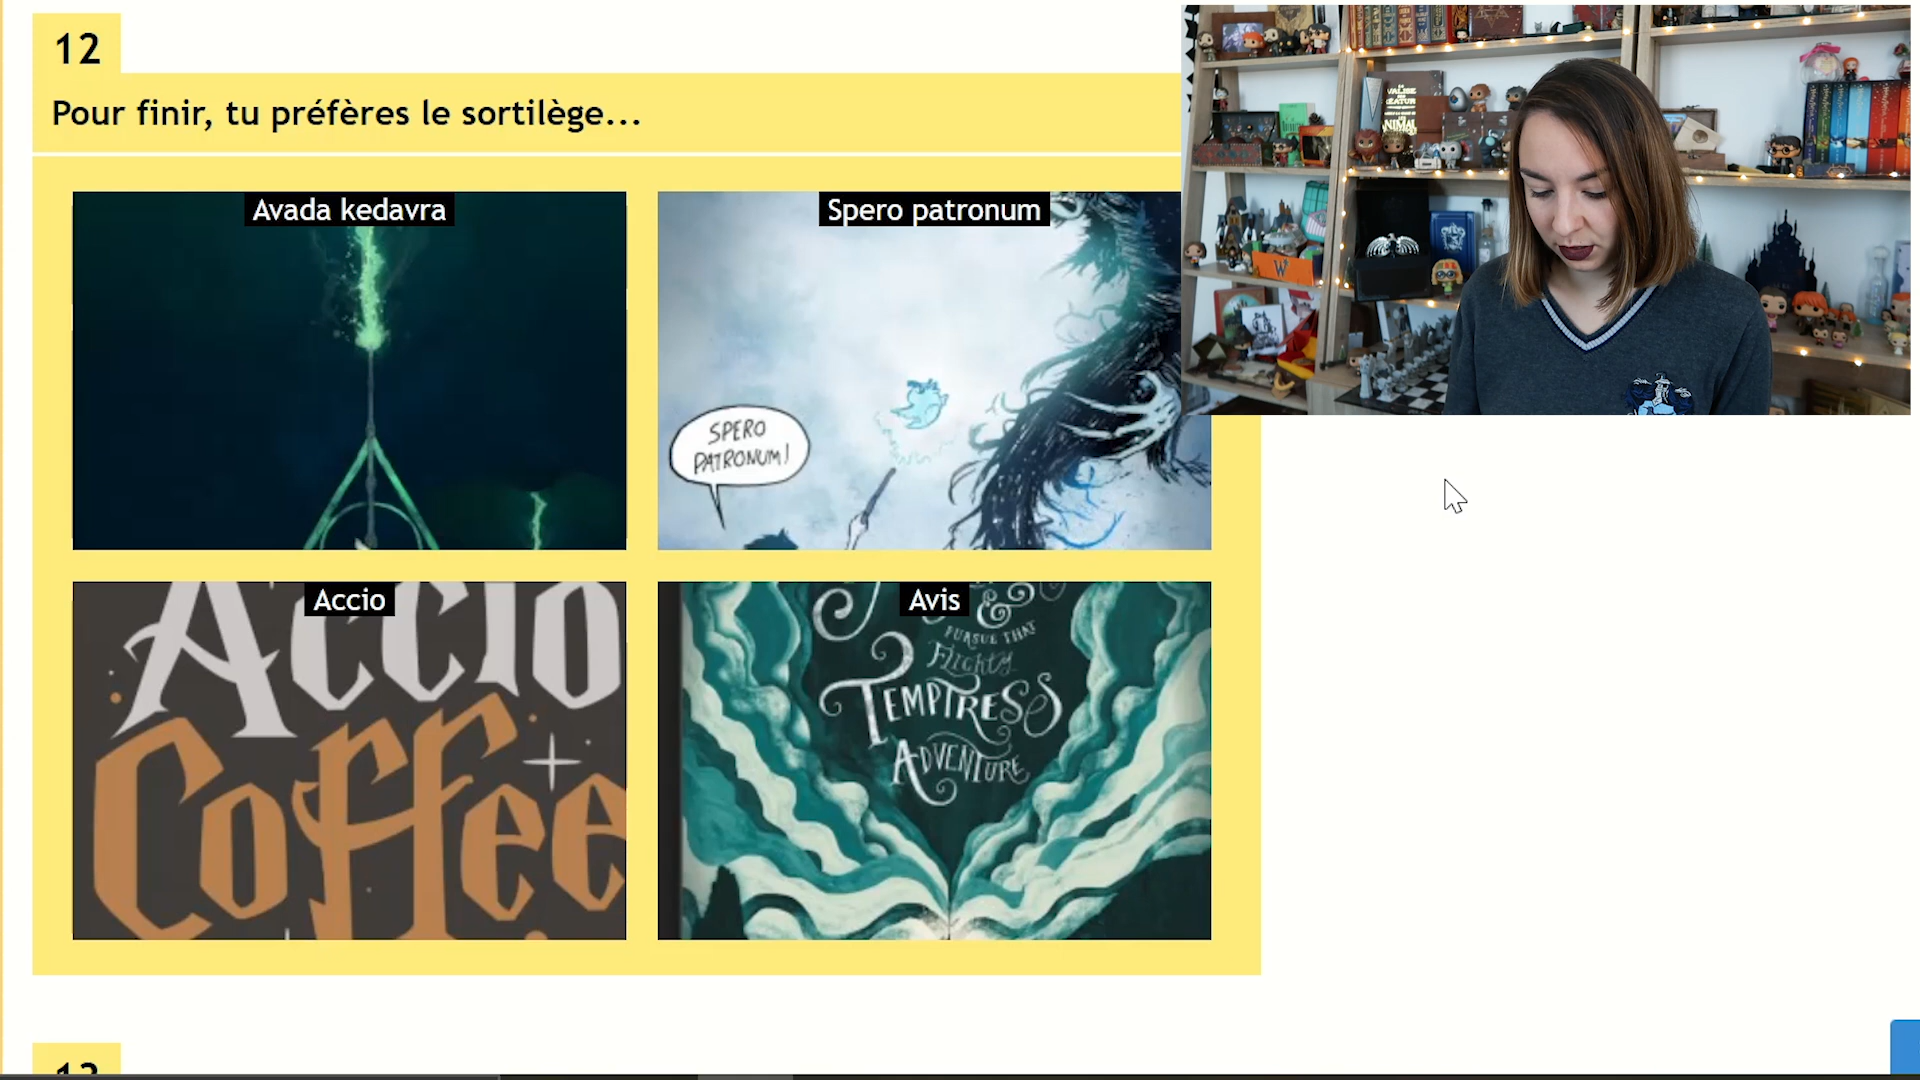 12
Pour finir, tu préfères le sortilège...
Avada kedavra
Spero patronum
SPERO
PATRONUM!
Accio
Accio
Coffee
Avis
&
PURSUE THAT
Flighty
TEMPTRESS
ADVENTURE
W
13